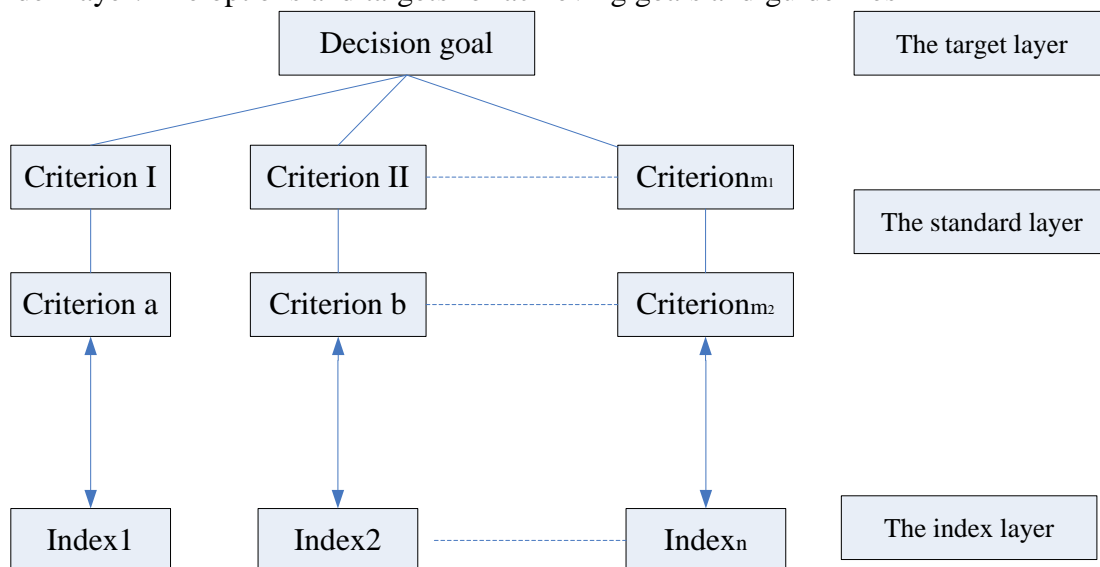 Decision goal
The target layer
Criterion I
Criterion II
Criterionm₁
The standard layer
Criterion a
Criterion b
Criterionm₂
Index1
Index2
Indexn
The index layer